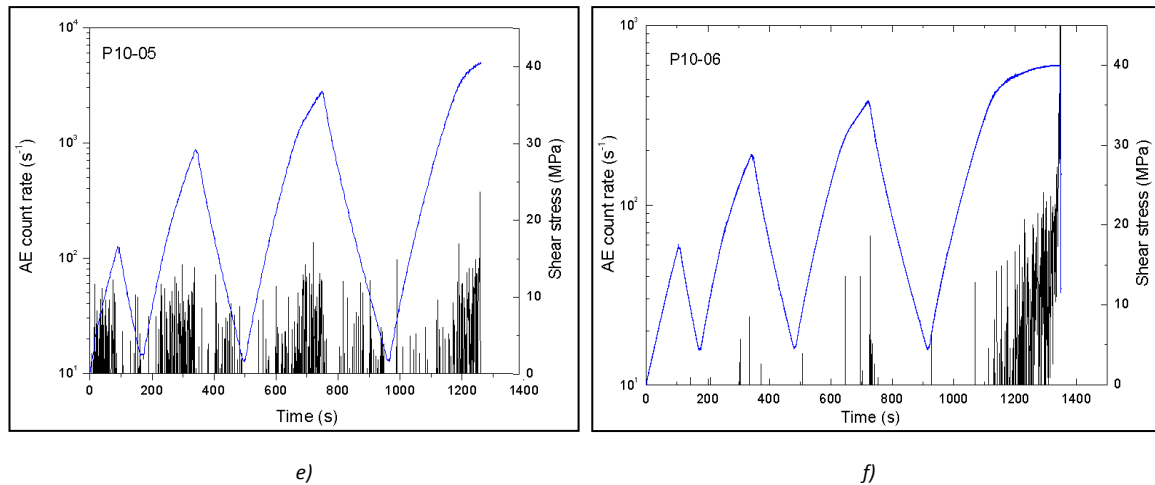 P10-05
AE count rate (s⁻¹)
10⁴
10³
10²
10¹
Shear stress (MPa)
40
30
20
10
0
0 200 400 600 800 1000 1200 1400
Time (s)
e)
P10-06
AE count rate (s⁻¹)
10³
10²
10¹
Shear stress (MPa)
40
30
20
10
0
0 200 400 600 800 1000 1200 1400
Time (s)
f)